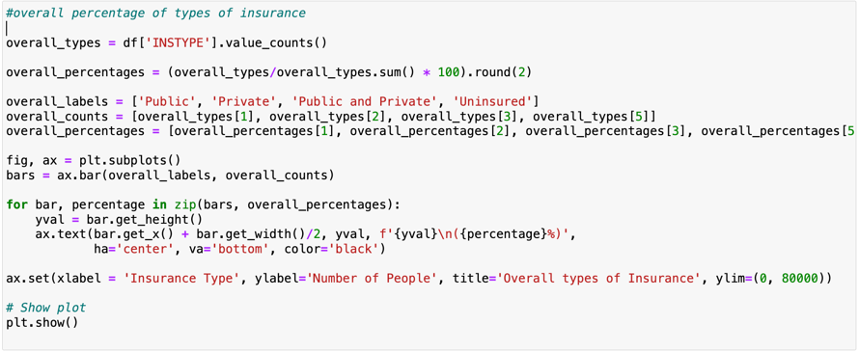 #overall percentage of types of insurance
overall_types = df['INSTYPE'].value_counts()
overall_percentages = (overall_types/overall_types.sum() * 100).round(2)
overall_labels = ['Public', 'Private', 'Public and Private', 'Uninsured']
overall_counts = [overall_types[1], overall_types[2], overall_types[3], overall_types[5]]
overall_percentages = [overall_percentages[1], overall_percentages[2], overall_percentages[3], overall_percentages[5
fig, ax = plt.subplots()
bars = ax.bar(overall_labels, overall_counts)
for bar, percentage in zip(bars, overall_percentages):
    yval = bar.get_height()
    ax.text(bar.get_x() + bar.get_width()/2, yval, f'{yval}\n({percentage}%)',
            ha='center', va='bottom', color='black')
ax.set(xlabel = 'Insurance Type', ylabel='Number of People', title='Overall types of Insurance', ylim=(0, 80000))
# Show plot
plt.show()